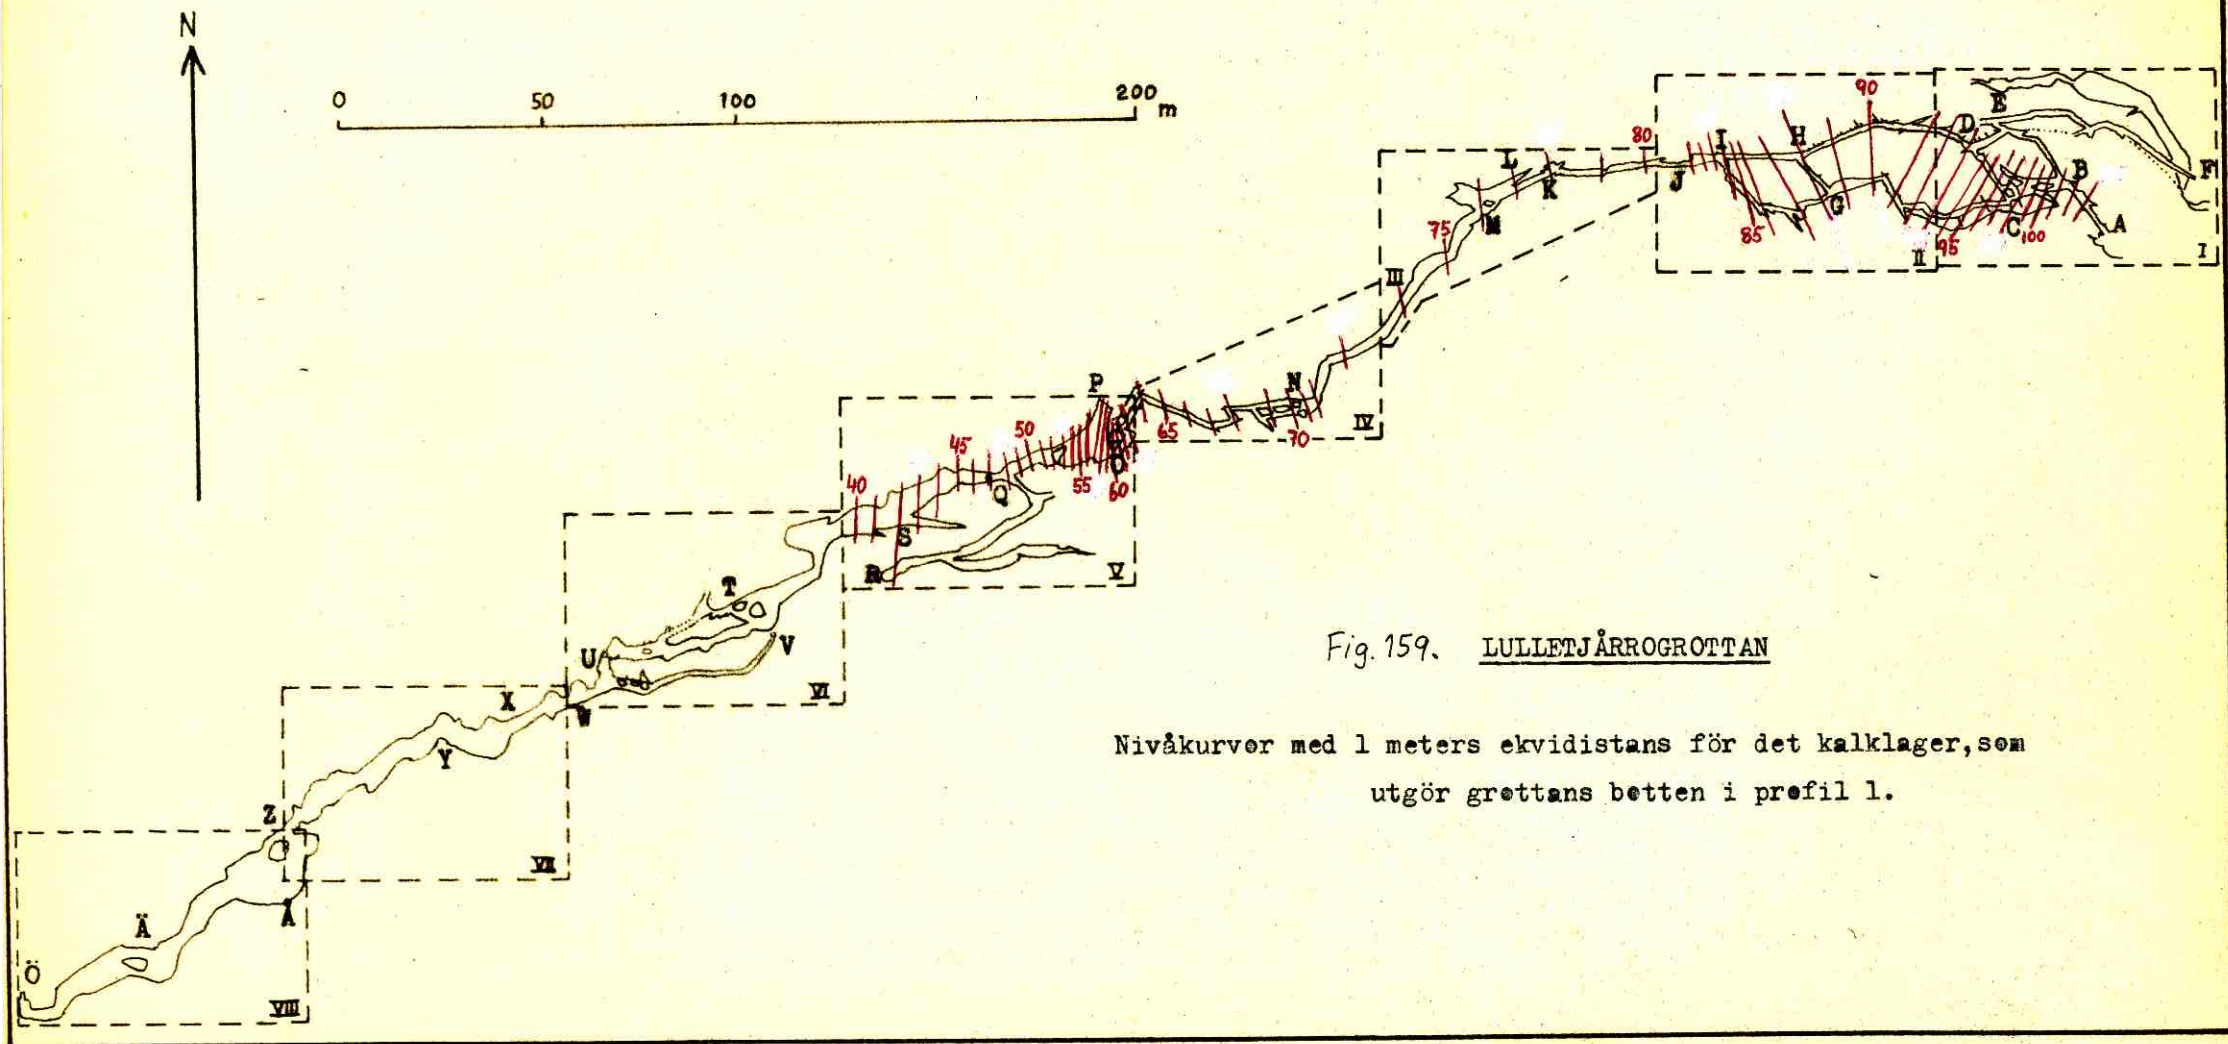 N
0 50 100 200 m
90
E
80 I H D
F
L J B
K
G
75 M 85 C A
95 100
III II I
P N
50 65 IV
45 O 70
40 Q 55 60
S
R V
T
Fig. 159. LULLETJÅRROGROTTAN
U V
X VI
W
Nivåkurvor med 1 meters ekvidistans för det kalklager, som
Y
utgör grottans botten i profil 1.
Z
VII
Å
Ä
Ö
VIII